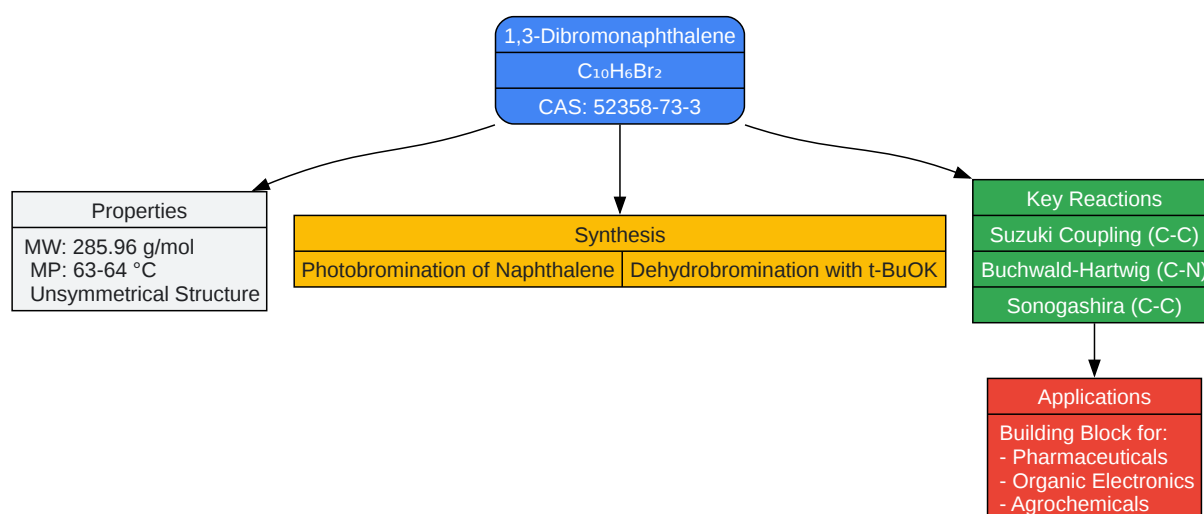 1,3-Dibromonaphthalene
C₁₀H₆Br₂
CAS: 52358-73-3
Properties
MW: 285.96 g/mol
MP: 63-64 °C
Unsymmetrical Structure
Synthesis
Photobromination of Naphthalene
Dehydrobromination with t-BuOK
Key Reactions
Suzuki Coupling (C-C)
Buchwald-Hartwig (C-N)
Sonogashira (C-C)
Applications
Building Block for:
- Pharmaceuticals
- Organic Electronics
- Agrochemicals